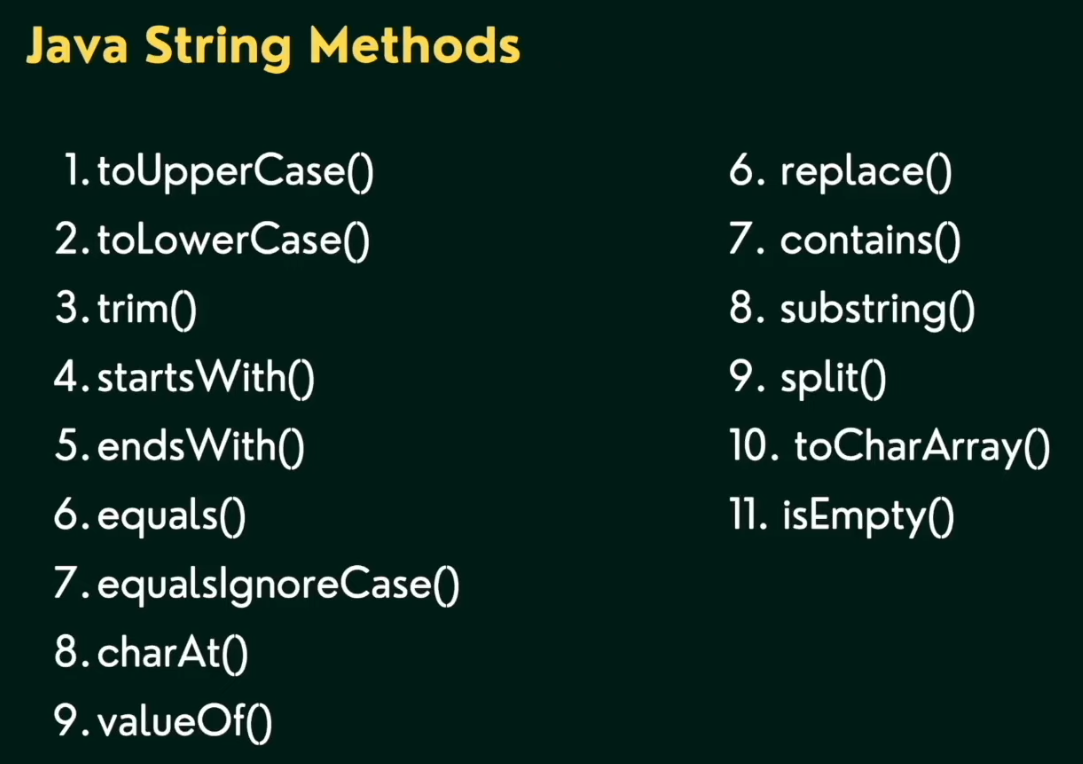 Java String Methods
1. toUpperCase()
2. toLowerCase()
3. trim()
4. startsWith()
5. endsWith()
6. equals()
7. equalsIgnoreCase()
8. charAt()
9. valueOf()
6. replace()
7. contains()
8. substring()
9. split()
10. toCharArray()
11. isEmpty()